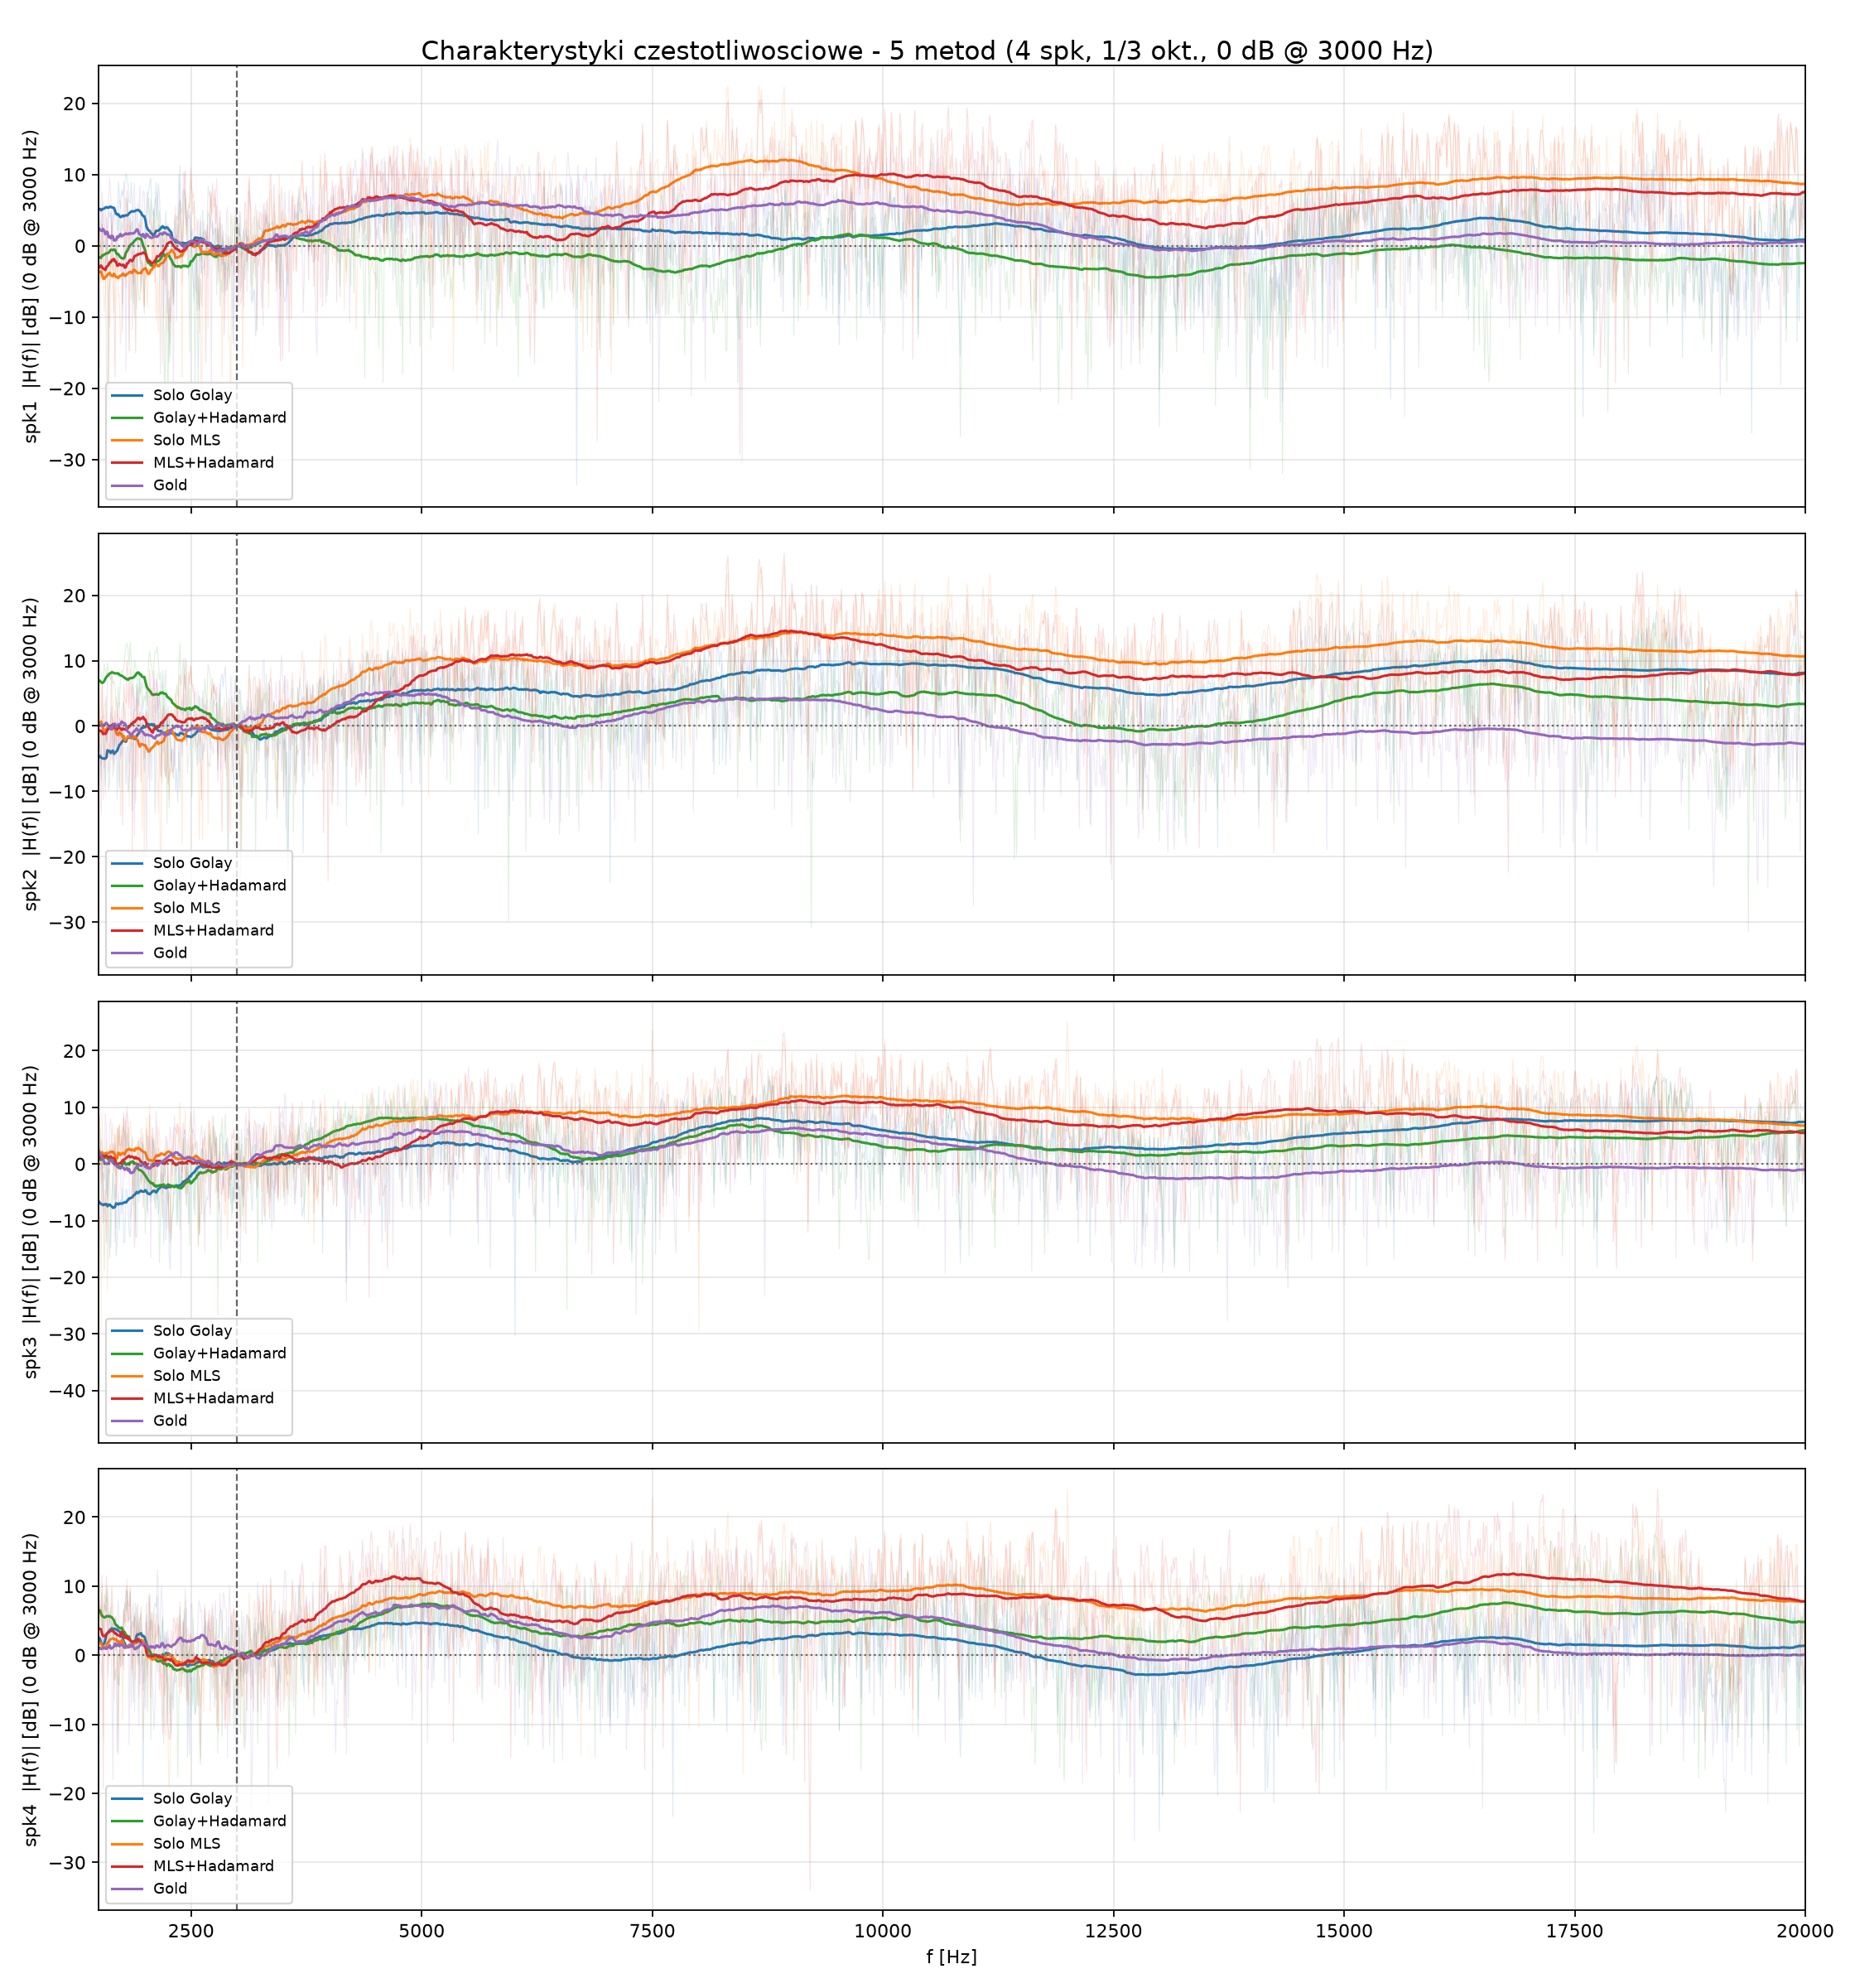 Charakterystyki czestotliwosciowe - 5 metod (4 spk, 1/3 okt., 0 dB @ 3000 Hz)
spk1 |H(f)| [dB] (0 dB @ 3000 Hz)
20
10
0
−10
−20
−30
Solo Golay
Golay+Hadamard
Solo MLS
MLS+Hadamard
Gold
spk2 |H(f)| [dB] (0 dB @ 3000 Hz)
20
10
0
−10
−20
−30
Solo Golay
Golay+Hadamard
Solo MLS
MLS+Hadamard
Gold
spk3 |H(f)| [dB] (0 dB @ 3000 Hz)
20
10
0
−10
−20
−30
−40
Solo Golay
Golay+Hadamard
Solo MLS
MLS+Hadamard
Gold
spk4 |H(f)| [dB] (0 dB @ 3000 Hz)
20
10
0
−10
−20
−30
Solo Golay
Golay+Hadamard
Solo MLS
MLS+Hadamard
Gold
2500 5000 7500 10000 12500 15000 17500 20000
f [Hz]